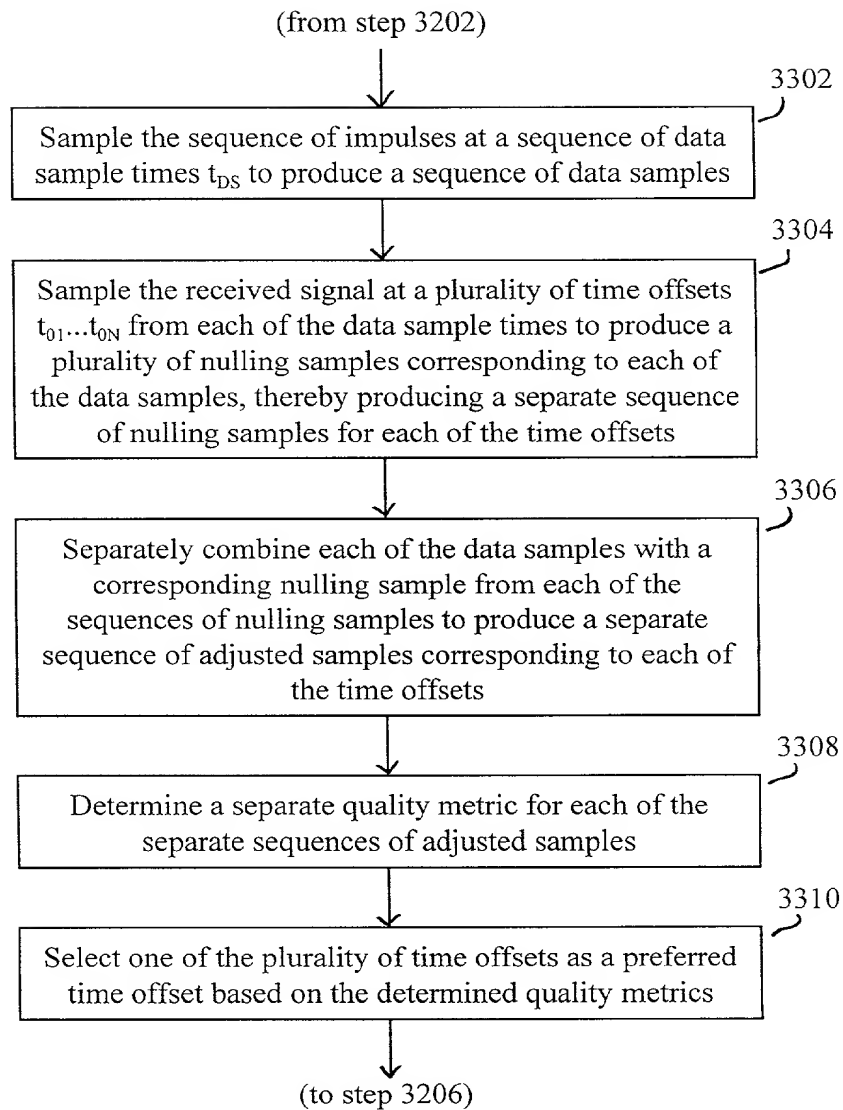 (from step 3202)
3302
Sample the sequence of impulses at a sequence of data
sample times tDS to produce a sequence of data samples
3304
Sample the received signal at a plurality of time offsets
t01...t0N from each of the data sample times to produce a
plurality of nulling samples corresponding to each of
the data samples, thereby producing a separate sequence
of nulling samples for each of the time offsets
3306
Separately combine each of the data samples with a
corresponding nulling sample from each of the
sequences of nulling samples to produce a separate
sequence of adjusted samples corresponding to each of
the time offsets
3308
Determine a separate quality metric for each of the
separate sequences of adjusted samples
3310
Select one of the plurality of time offsets as a preferred
time offset based on the determined quality metrics
(to step 3206)